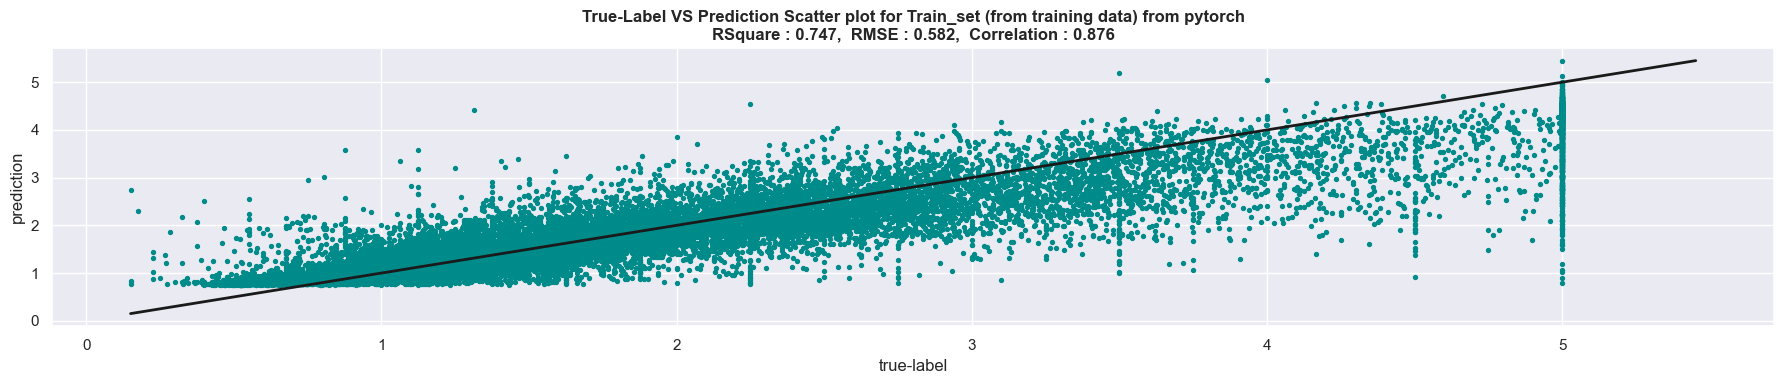 True-Label VS Prediction Scatter plot for Train_set (from training data) from pytorch
RSquare : 0.747,  RMSE : 0.582,  Correlation : 0.876
5
4
3
2
1
0
prediction
0 1 2 3 4 5
true-label